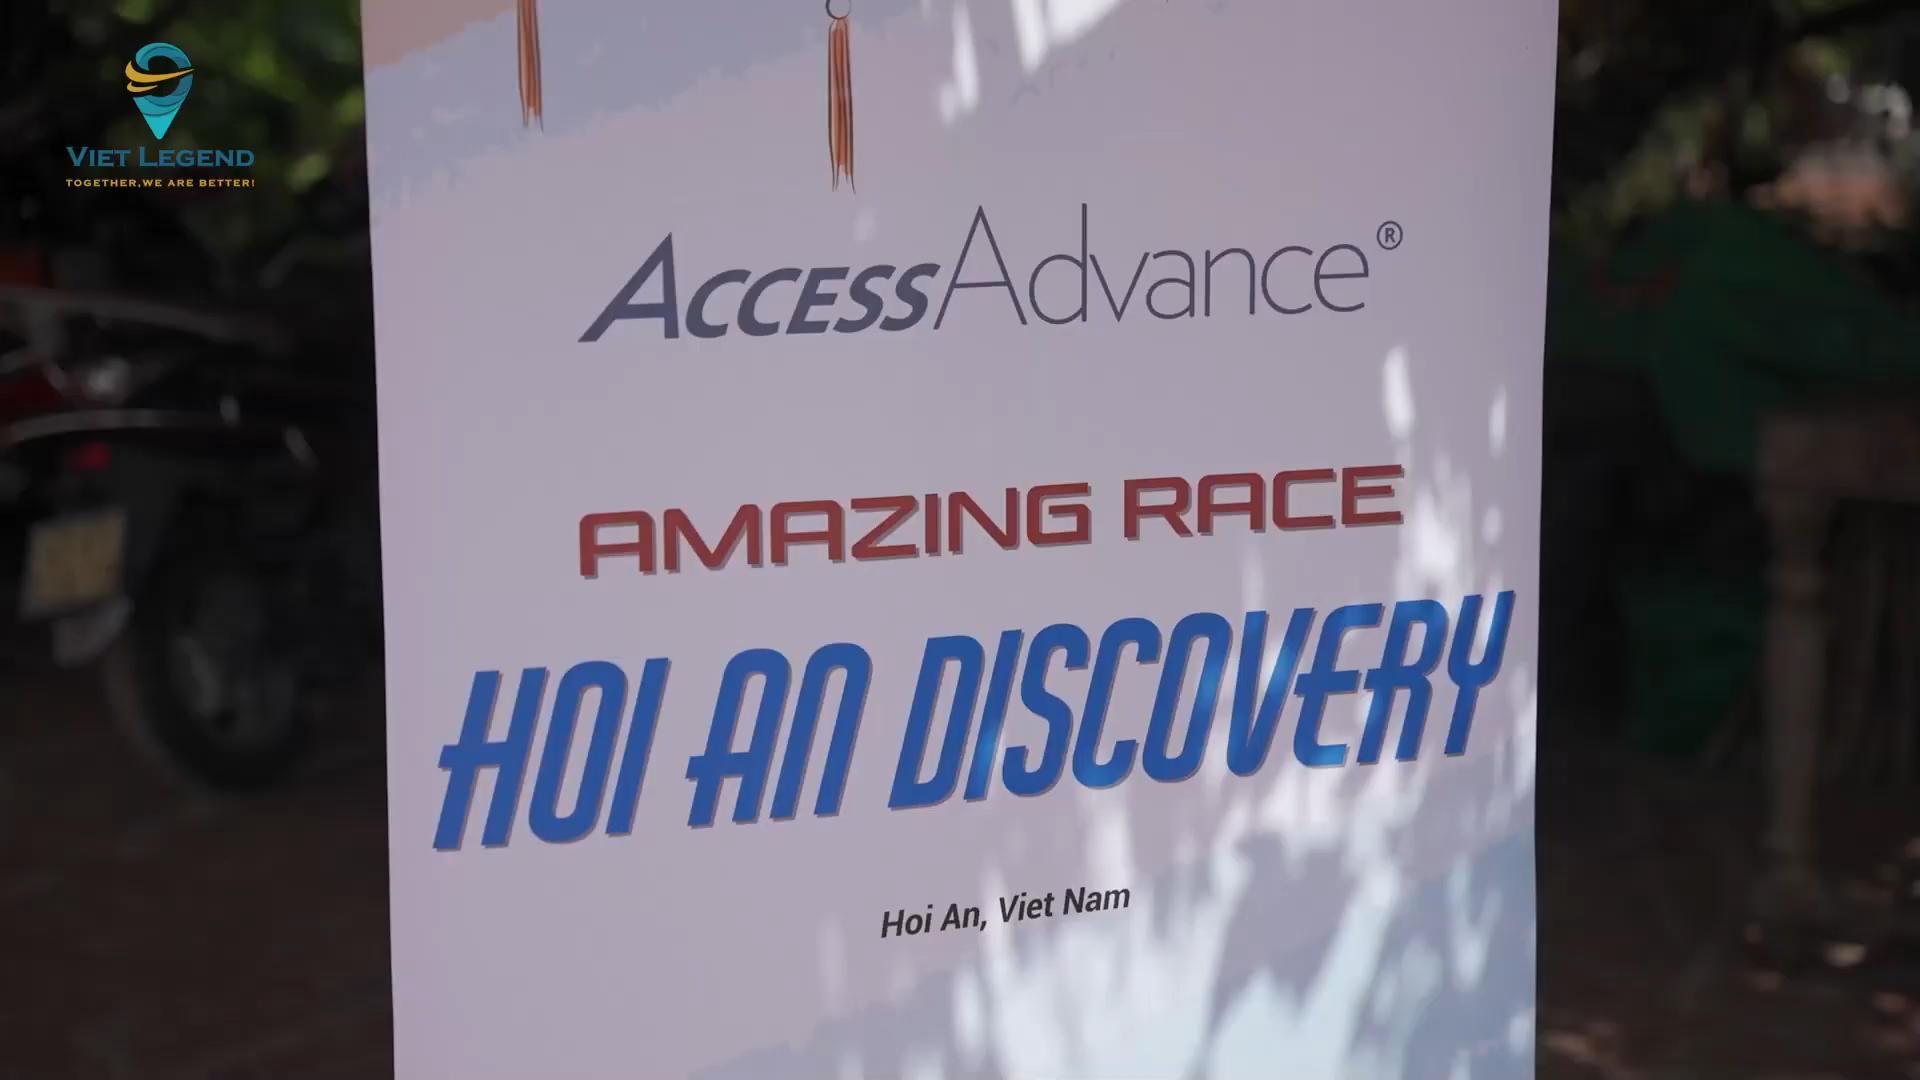 VIET LEGEND
TOGETHER,WE ARE BETTER!
ACCESSAdvance®
AMAZING RACE
HOI AN DISCOVERY
Hoi An, Viet Nam